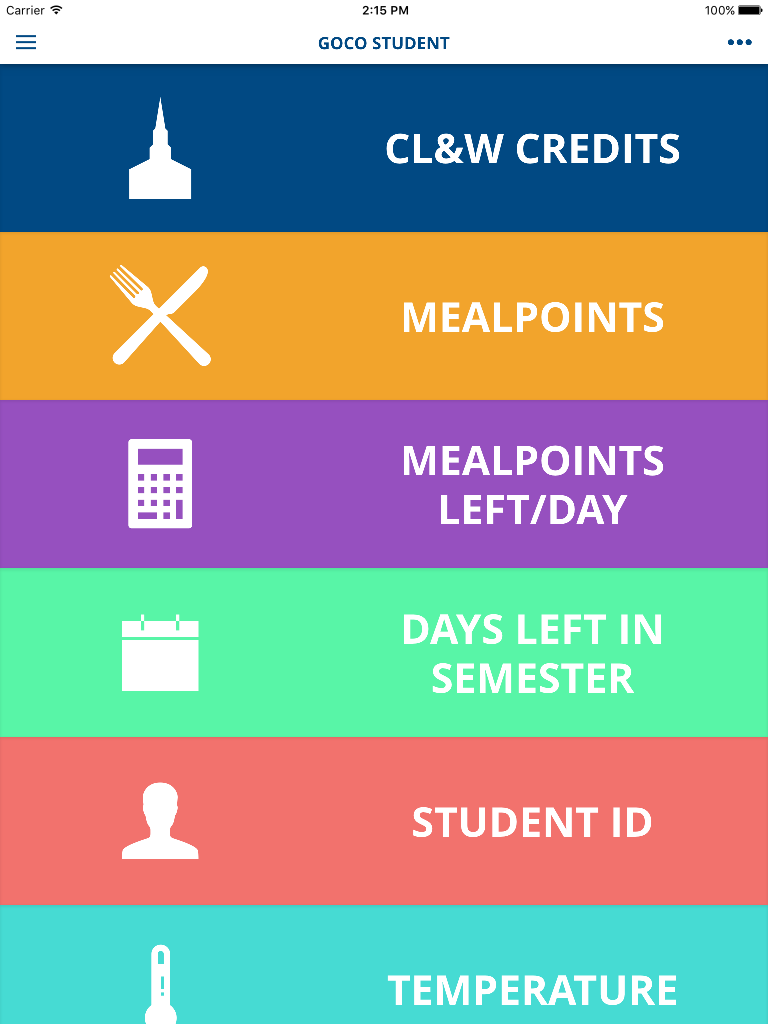 Carrier 2:15 PM 100%
GOCO STUDENT
CL&W CREDITS
MEALPOINTS
MEALPOINTS
LEFT/DAY
DAYS LEFT IN
SEMESTER
STUDENT ID
TEMPERATURE